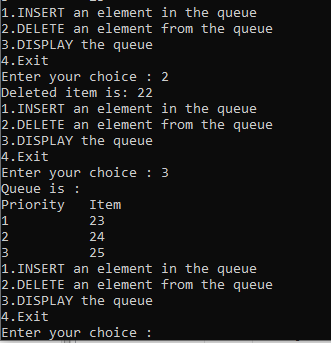 1.INSERT an element in the queue
2.DELETE an element from the queue
3.DISPLAY the queue
4.Exit
Enter your choice : 2
Deleted item is: 22
1.INSERT an element in the queue
2.DELETE an element from the queue
3.DISPLAY the queue
4.Exit
Enter your choice : 3
Queue is :
Priority   Item
1          23
2          24
3          25
1.INSERT an element in the queue
2.DELETE an element from the queue
3.DISPLAY the queue
4.Exit
Enter your choice :